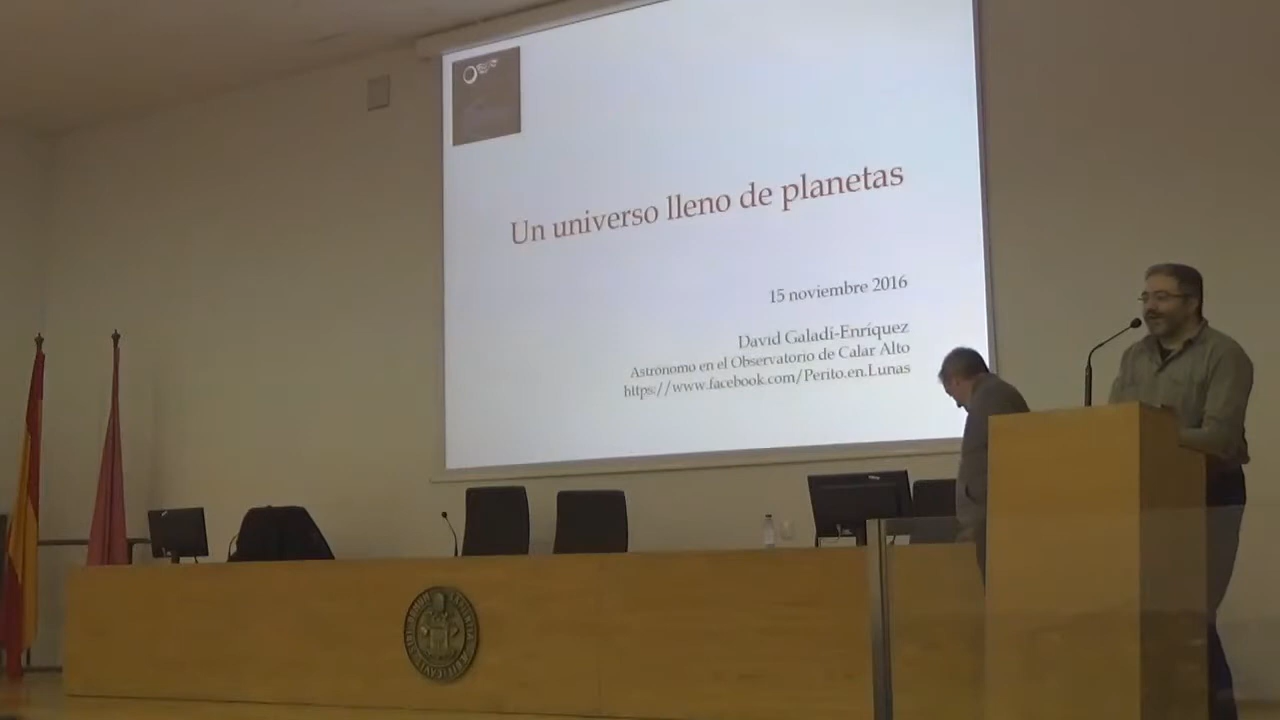 Un universo lleno de planetas
15 noviembre 2016
David Galadí-Enríquez
Astrónomo en el Observatorio de Calar Alto
https://www.facebook.com/Perito.en.Lunas